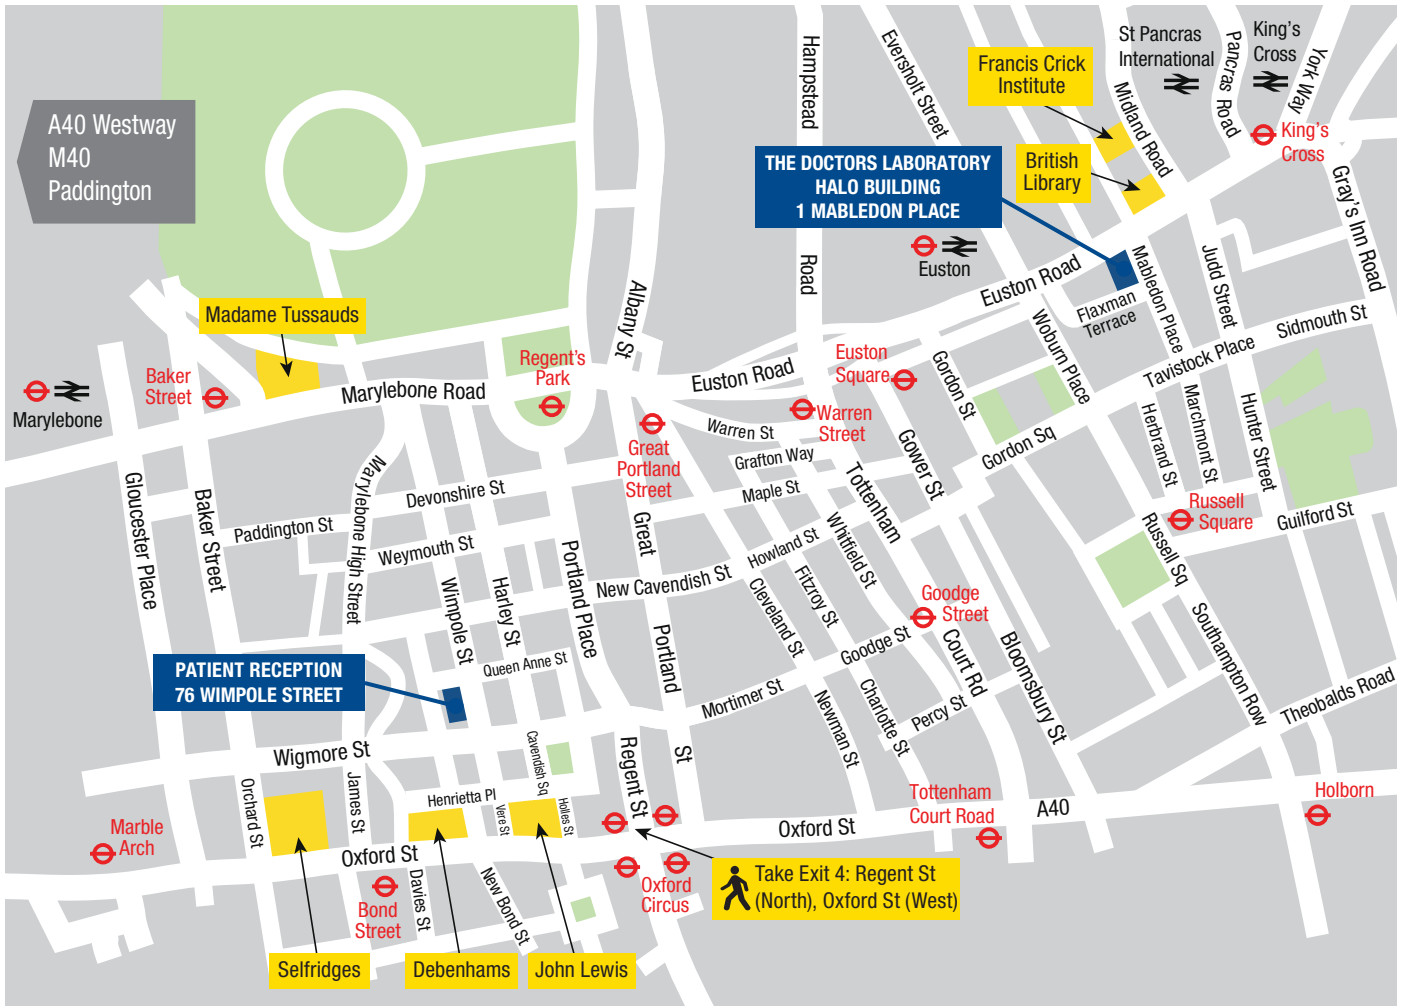 A40 Westway
M40
Paddington
St Pancras
International
King's
Cross
Pancras Road
York Way
Hampstead
Road
Eversholt Street
Francis Crick
Institute
Midland Road
King's
Cross
British
Library
THE DOCTORS LABORATORY
HALO BUILDING
1 MABLEDON PLACE
Gray's Inn Road
Euston
Euston Road
Mabledon Place
Judd Street
Flaxman
Terrace
Albany St
Madame Tussauds
Sidmouth St
Tavistock Place
Woburn Place
Regent's
Park
Euston
Square
Euston Road
Gordon St
Baker
Street
Marylebone
Marylebone Road
Warren
Street
Warren St
Great
Portland
Street
Grafton Way
Maple St
Gower St
Gordon Sq
Herbrand St
Marchmont St
Hunter Street
Tottenham
Court Rd
Gloucester Place
Baker Street
Marylebone High Street
Devonshire St
Paddington St
Weymouth St
Russell
Square
Guilford St
Russell Sq
Great
Portland
St
Whitfield St
Howland St
Portland Place
New Cavendish St
Wimpole St
Harley St
Cleveland St
Fitzroy St
Goodge
Street
Goodge St
Southampton Row
Bloomsbury St
Queen Anne St
PATIENT RECEPTION
76 WIMPOLE STREET
Mortimer St
Newman St
Charlotte St
Percy St
Theobalds Road
Wigmore St
Cavendish Sq
Regent St
Orchard St
James St
Henrietta Pl
Vere St
Holles St
Tottenham
Court Road
A40
Holborn
Marble
Arch
Oxford St
Oxford St
Bond
Street
Davies St
New Bond St
Oxford
Circus
Take Exit 4: Regent St
(North), Oxford St (West)
Selfridges
Debenhams
John Lewis